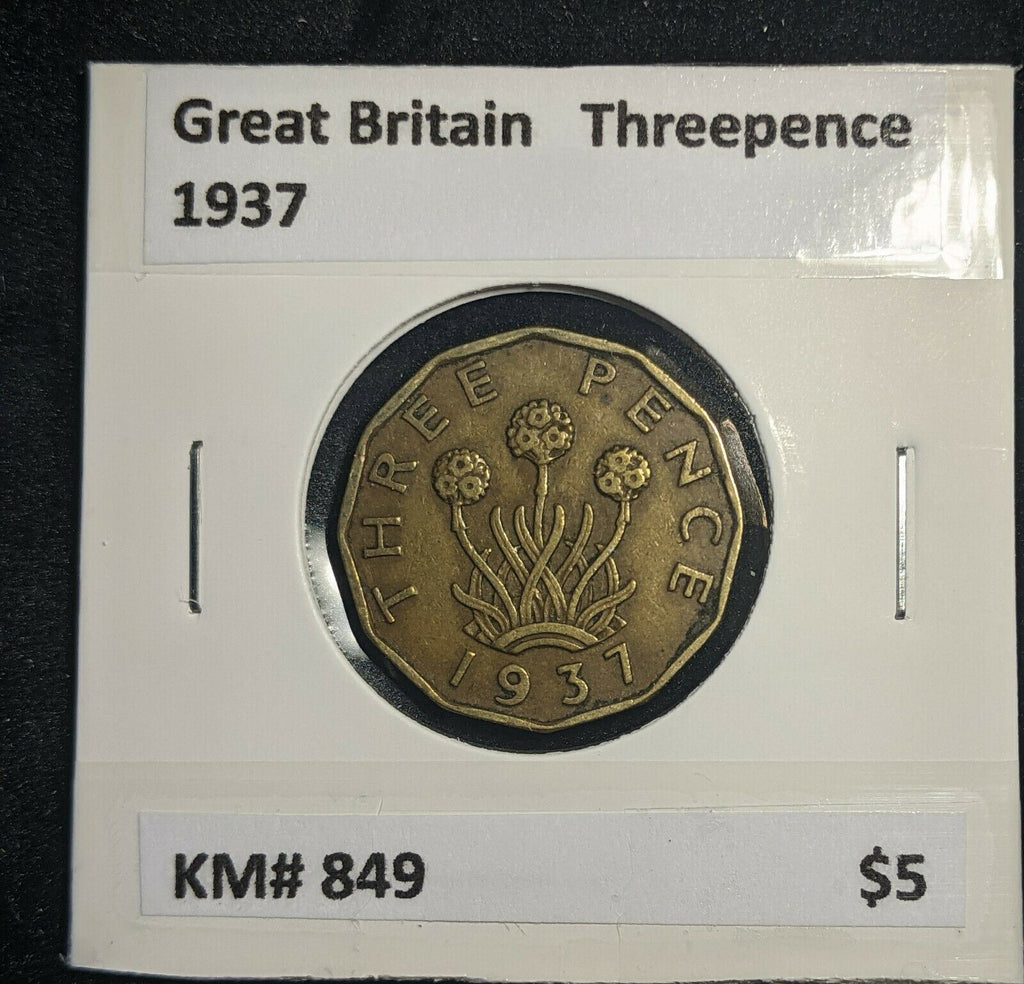 Great Britain Threepence
1937
THREE PENCE
1937
KM# 849 $5